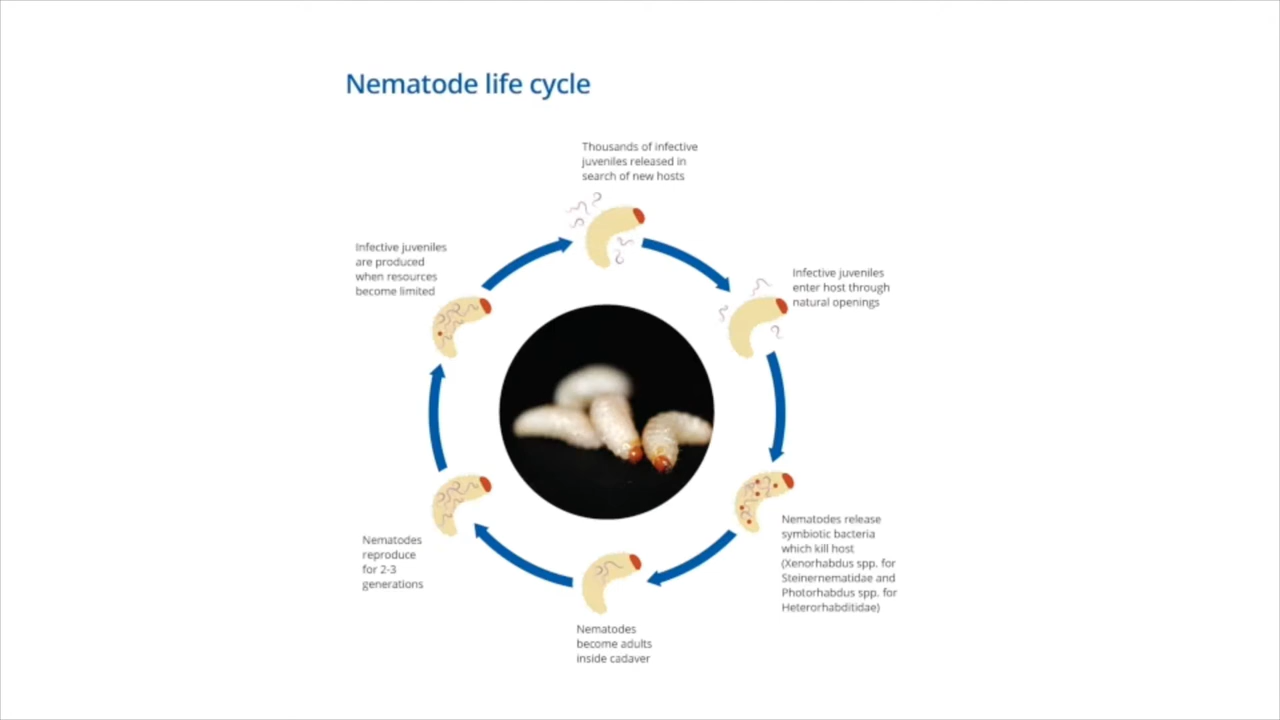 Nematode life cycle
Thousands of infective
juveniles released in
search of new hosts
Infective juveniles
enter host through
natural openings
Nematodes release
symbiotic bacteria
which kill host
(Xenorhabdus spp. for
Steinernematidae and
Photorhabdus spp. for
Heterorhabditidae)
Nematodes
become adults
inside cadaver
Nematodes
reproduce
for 2-3
generations
Infective juveniles
are produced
when resources
become limited